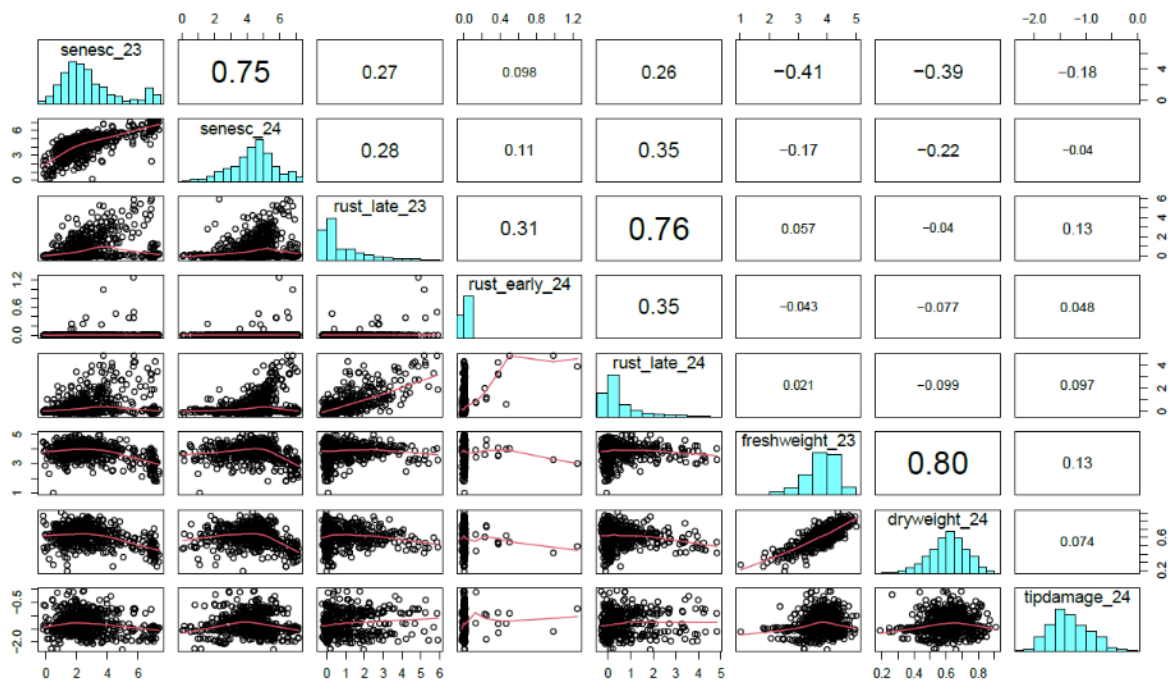 0 2 4 6
0.0 0.4 0.8 1.2
1 2 3 4 5
−2.0 −1.0 0.0
senesc_23
0.75
0.27
0.098
0.26
−0.41
−0.39
−0.18
0 4
0 3 6
senesc_24
0.28
0.11
0.35
−0.17
−0.22
−0.04
rust_late_23
0.31
0.76
0.057
−0.04
0.13
0 2 4 6
0.0 0.6 1.2
rust_early_24
0.35
−0.043
−0.077
0.048
rust_late_24
0.021
−0.099
0.097
0 2 4
1 3 5
freshweight_23
0.80
0.13
dryweight_24
0.074
0.2 0.6
−2.0 −0.5
tipdamage_24
0 2 4 6
0 1 2 3 4 5 6
0 1 2 3 4 5
0.2 0.4 0.6 0.8